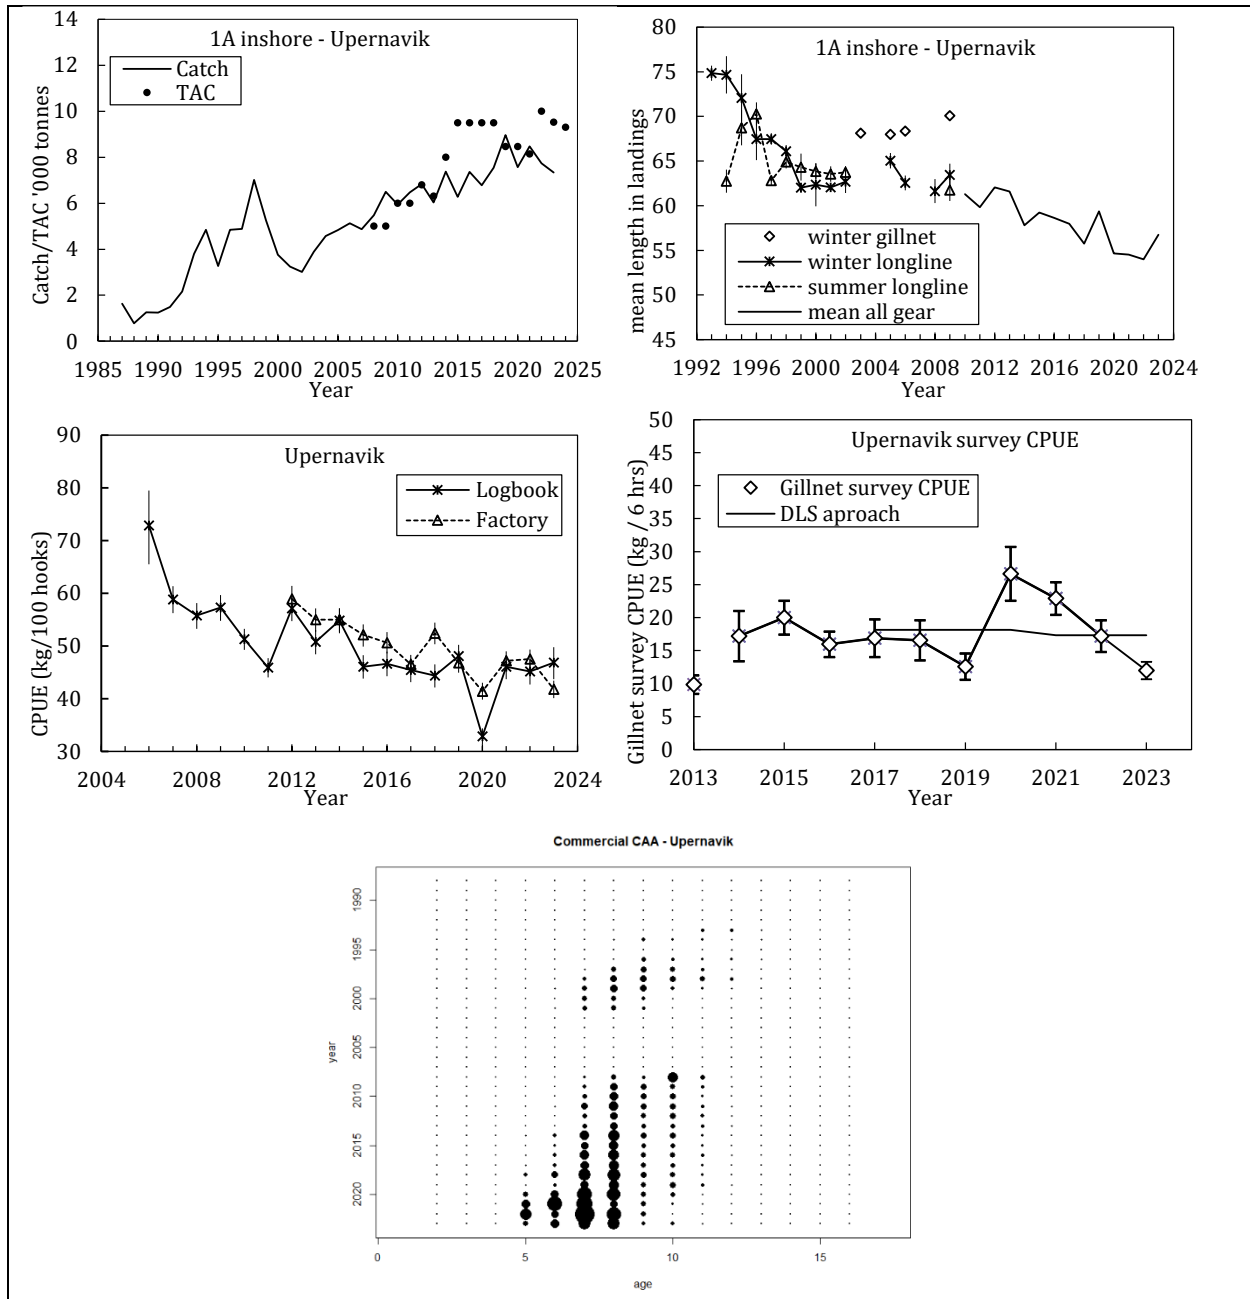 1A inshore - Upernavik
Catch
TAC
Catch/TAC '000 tonnes
14
12
10
8
6
4
2
0
1985 1990 1995 2000 2005 2010 2015 2020 2025
Year
1A inshore - Upernavik
mean length in landings
80
75
70
65
60
55
50
45
winter gillnet
winter longline
summer longline
mean all gear
1992 1996 2000 2004 2008 2012 2016 2020 2024
Year
Upernavik
Logbook
Factory
CPUE (kg/100 hooks)
90
80
70
60
50
40
30
2004 2008 2012 2016 2020 2024
Year
Upernavik survey CPUE
Gillnet survey CPUE
DLS aproach
Gillnet survey CPUE (kg / 6 hrs)
50
45
40
35
30
25
20
15
10
5
0
2013 2015 2017 2019 2021 2023
Year
Commercial CAA - Upernavik
year
1990
1995
2000
2005
2010
2015
2020
0 5 10 15
age